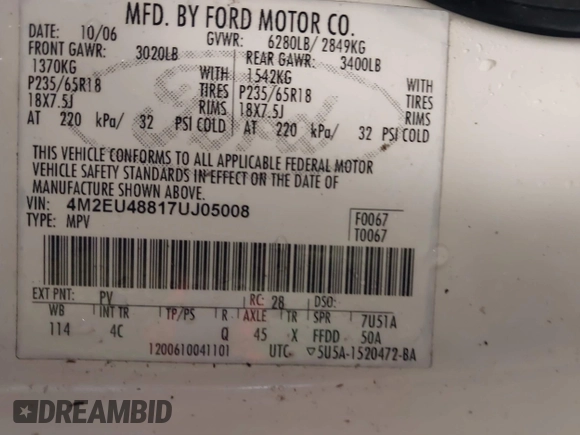 MFD. BY FORD MOTOR CO.
DATE: 10/06 GVWR: 6280LB/ 2849KG
FRONT GAWR: 3020LB REAR GAWR: 3400LB
1370KG WITH 1542KG WITH
P235/65R18 TIRES P235/65R18 TIRES
18X7.5J RIMS 18X7.5J RIMS
AT 220 kPa/ 32 PSI COLD AT 220 kPa/ 32 PSI COLD
THIS VEHICLE CONFORMS TO ALL APPLICABLE FEDERAL MOTOR
VEHICLE SAFETY STANDARDS IN EFFECT ON THE DATE OF
MANUFACTURE SHOWN ABOVE.
VIN: 4M2EU48817UJ05008 F0067
TYPE: MPV T0067
EXT PNT: PV RC: 28 DSO:
WB INT TR TP/PS R AXLE TR SPR 7U51A
114 4C Q 45 X FFDD 50A
1200610041101 UTC ▽5U5A-1520472-BA
DREAMBID